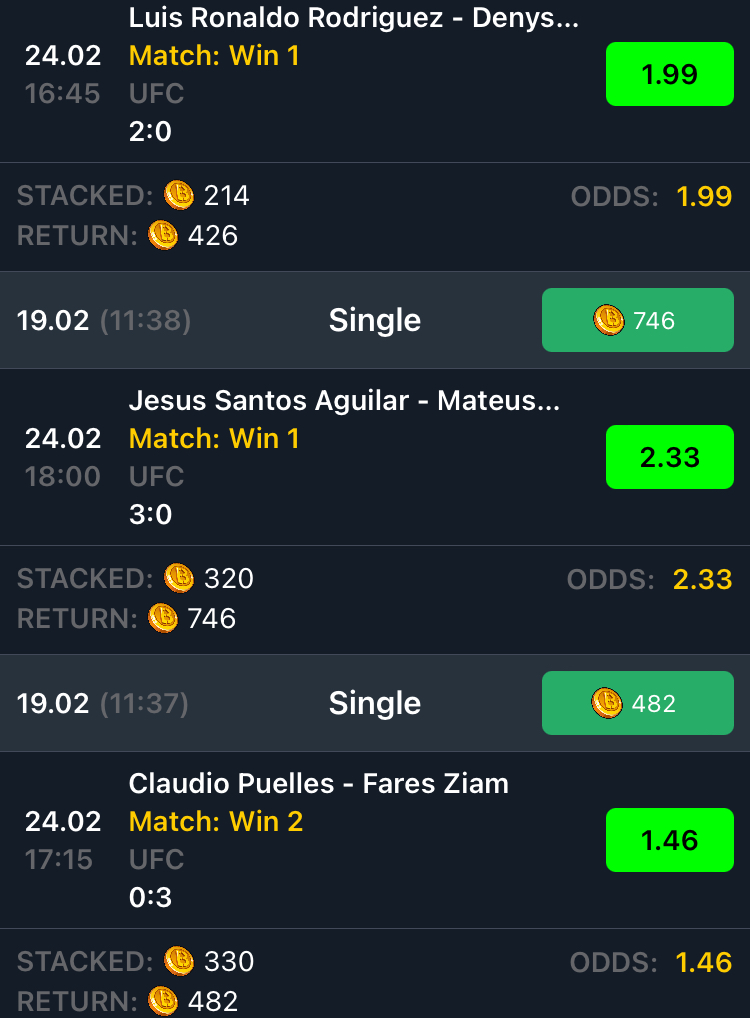 Luis Ronaldo Rodriguez - Denys...
24.02 Match: Win 1 1.99
16:45 UFC
2:0
STACKED: 214 ODDS: 1.99
RETURN: 426
19.02 (11:38) Single 746
Jesus Santos Aguilar - Mateus...
24.02 Match: Win 1 2.33
18:00 UFC
3:0
STACKED: 320 ODDS: 2.33
RETURN: 746
19.02 (11:37) Single 482
Claudio Puelles - Fares Ziam
24.02 Match: Win 2 1.46
17:15 UFC
0:3
STACKED: 330 ODDS: 1.46
RETURN: 482